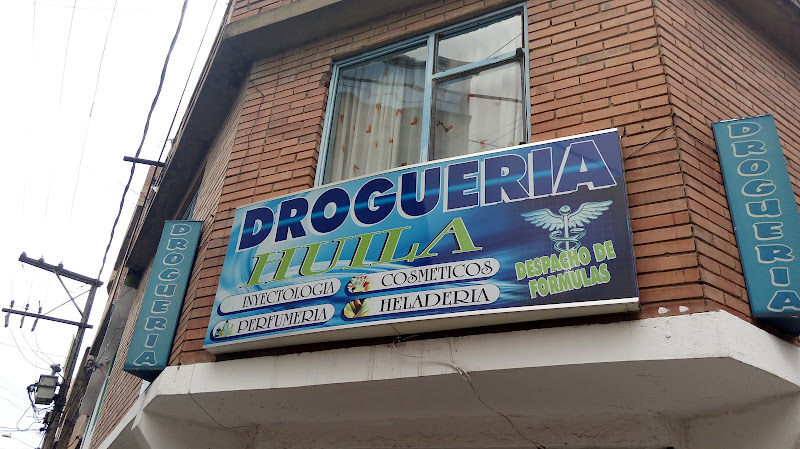 DROGUERIA
HUILA
INYECTOLOGIA
COSMETICOS
PERFUMERIA
HELADERIA
DESPACHO DE
FORMULAS
DROGUERIA
DROGUERIA